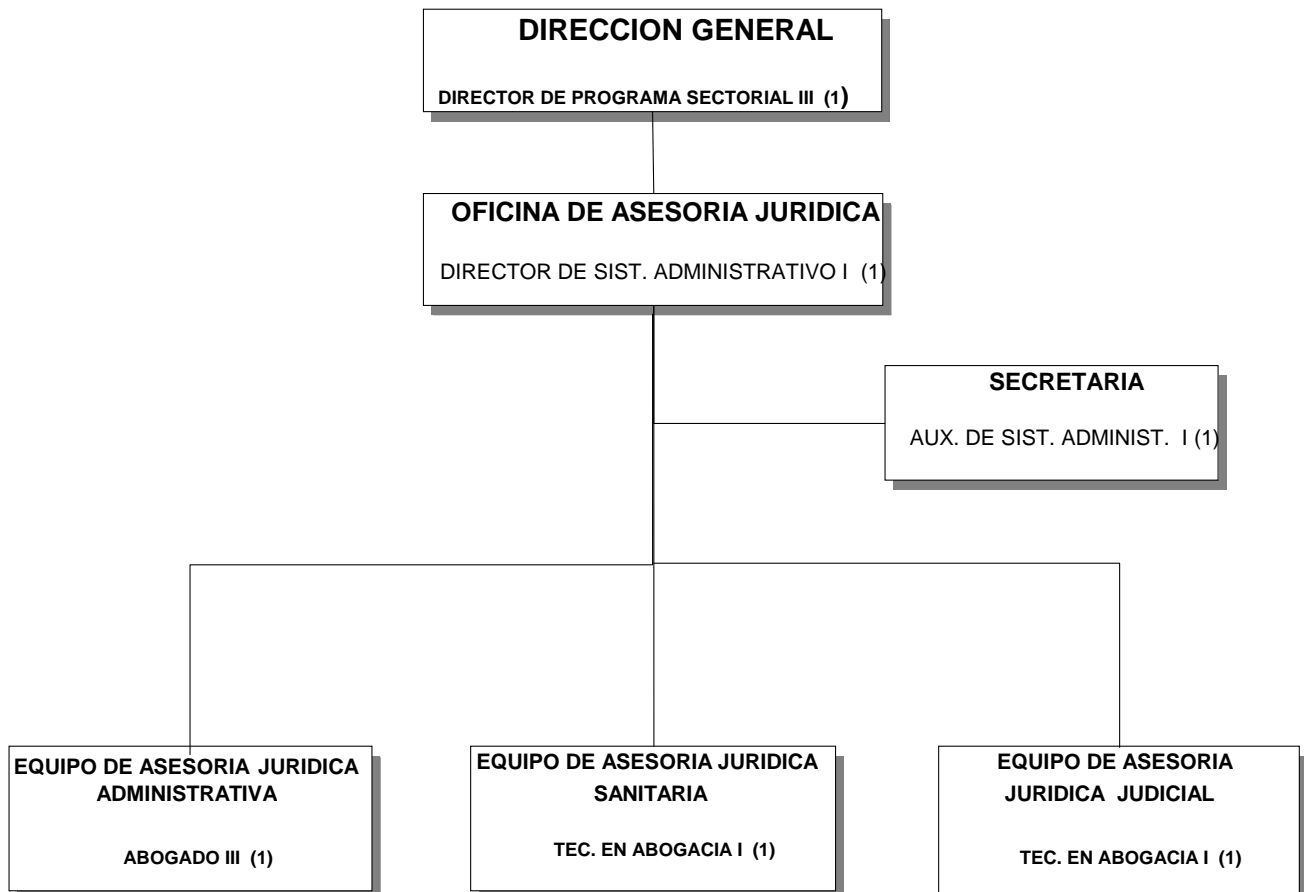 DIRECCION GENERAL
DIRECTOR DE PROGRAMA SECTORIAL III (1)
OFICINA DE ASESORIA JURIDICA
DIRECTOR DE SIST. ADMINISTRATIVO I (1)
SECRETARIA
AUX. DE SIST. ADMINIST. I (1)
EQUIPO DE ASESORIA JURIDICA
ADMINISTRATIVA
ABOGADO III (1)
EQUIPO DE ASESORIA JURIDICA
SANITARIA
TEC. EN ABOGACIA I (1)
EQUIPO DE ASESORIA
JURIDICA JUDICIAL
TEC. EN ABOGACIA I (1)